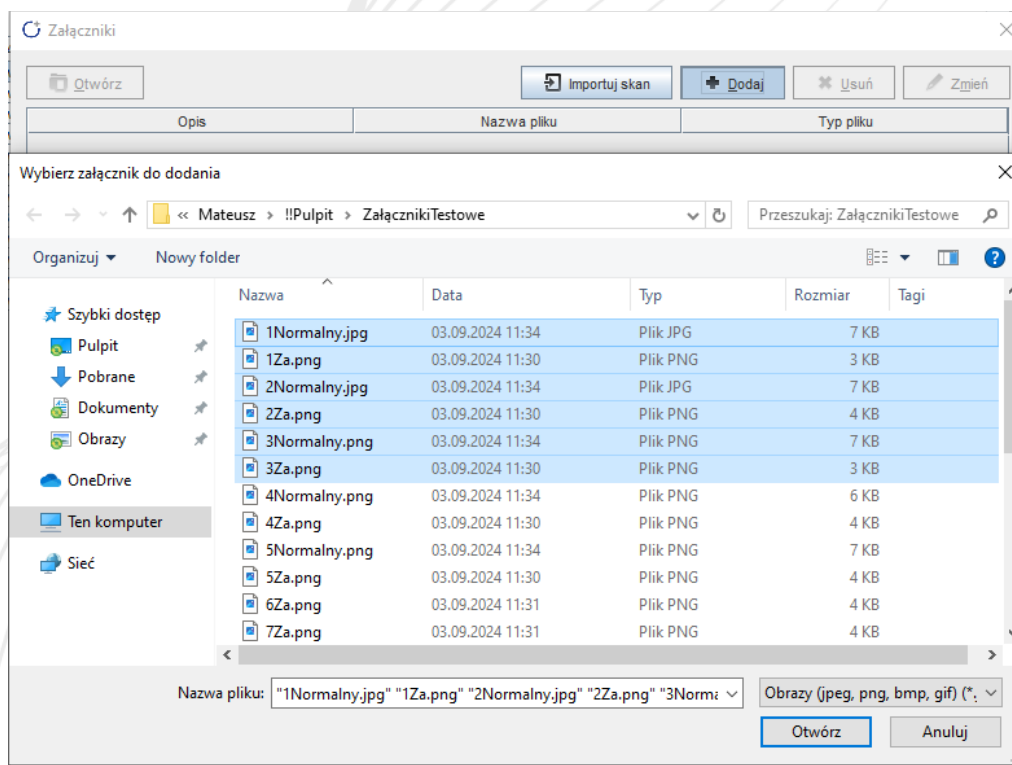 Załączniki
Otwórz Importuj skan Dodaj Usuń Zmień
Opis Nazwa pliku Typ pliku
Wybierz załącznik do dodania
« Mateusz › !!Pulpit › ZałącznikiTestowe Przeszukaj: ZałącznikiTestowe
Organizuj Nowy folder ?
Nazwa Data Typ Rozmiar Tagi
Szybki dostęp
Pulpit
Pobrane
Dokumenty
Obrazy
OneDrive
Ten komputer
Sieć
1Normalny.jpg 03.09.2024 11:34 Plik JPG 7 KB
1Za.png 03.09.2024 11:30 Plik PNG 3 KB
2Normalny.jpg 03.09.2024 11:34 Plik JPG 7 KB
2Za.png 03.09.2024 11:30 Plik PNG 4 KB
3Normalny.png 03.09.2024 11:34 Plik PNG 7 KB
3Za.png 03.09.2024 11:30 Plik PNG 3 KB
4Normalny.png 03.09.2024 11:34 Plik PNG 6 KB
4Za.png 03.09.2024 11:30 Plik PNG 4 KB
5Normalny.png 03.09.2024 11:34 Plik PNG 7 KB
5Za.png 03.09.2024 11:30 Plik PNG 4 KB
6Za.png 03.09.2024 11:31 Plik PNG 4 KB
7Za.png 03.09.2024 11:31 Plik PNG 4 KB
Nazwa pliku: "1Normalny.jpg" "1Za.png" "2Normalny.jpg" "2Za.png" "3Norma Obrazy (jpeg, png, bmp, gif) (*.
Otwórz Anuluj